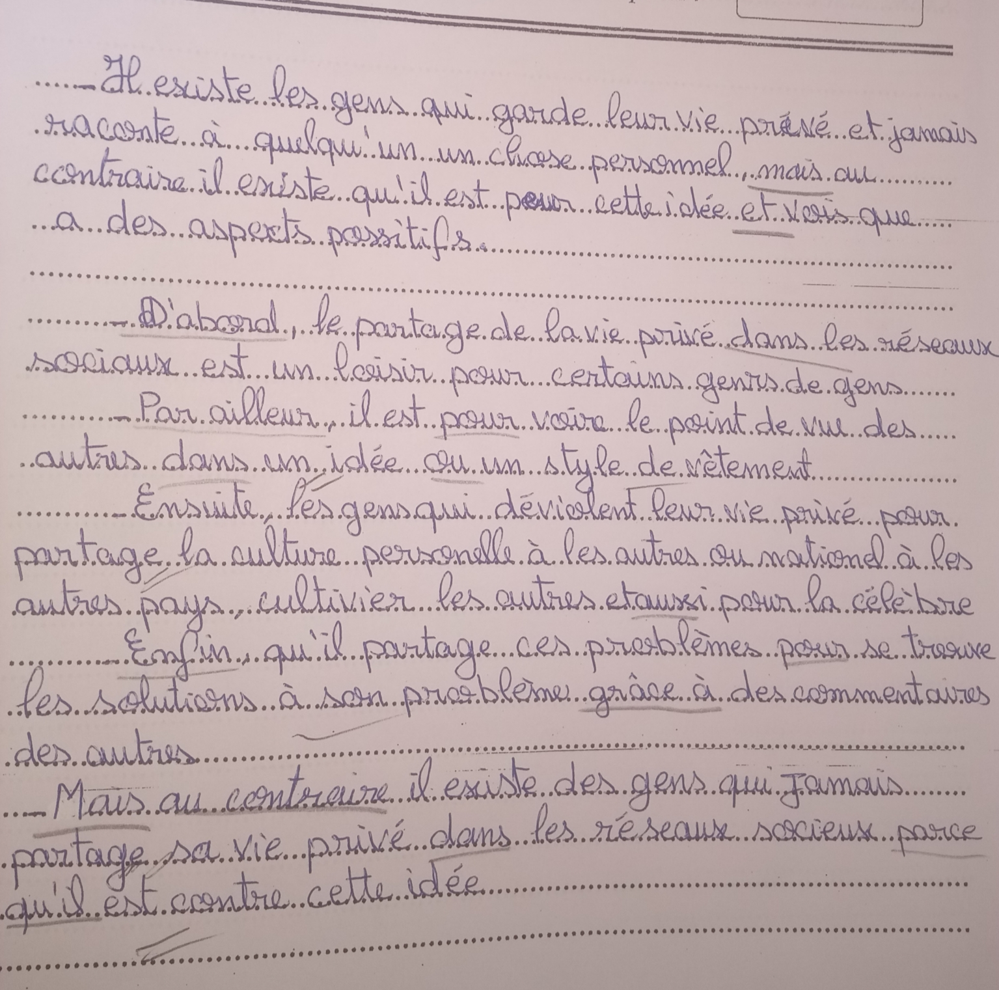 - Il existe les gens qui garde leur vie privé et jamais
raconte à quelqu'un un chose personnel, mais au
contraire il existe qu'il est pour cette idée et vois que
a des aspects possitifs.
- D'abord, le partage de la vie privé dans les réseaux
sociaux est un loisir pour certains genrs de gens
- Par ailleur, il est pour voire le point de vue des
autres dans un idée ou un style de vêtement
- Ensuite, les gens qui déviolent leur vie privé pour
partage la culture personelle à les autres ou nationel à les
autres pays, cultivier les autres et aussi pour la célèbre
- Enfin, qu'il partage ces problèmes pour se trouve
les solutions à son problème grâce à des commentaires
des autres
- Mais au contraire il existe des gens qui jamais
partage sa vie privé dans les réseaux socieux parce
qu'il est contre cette idée